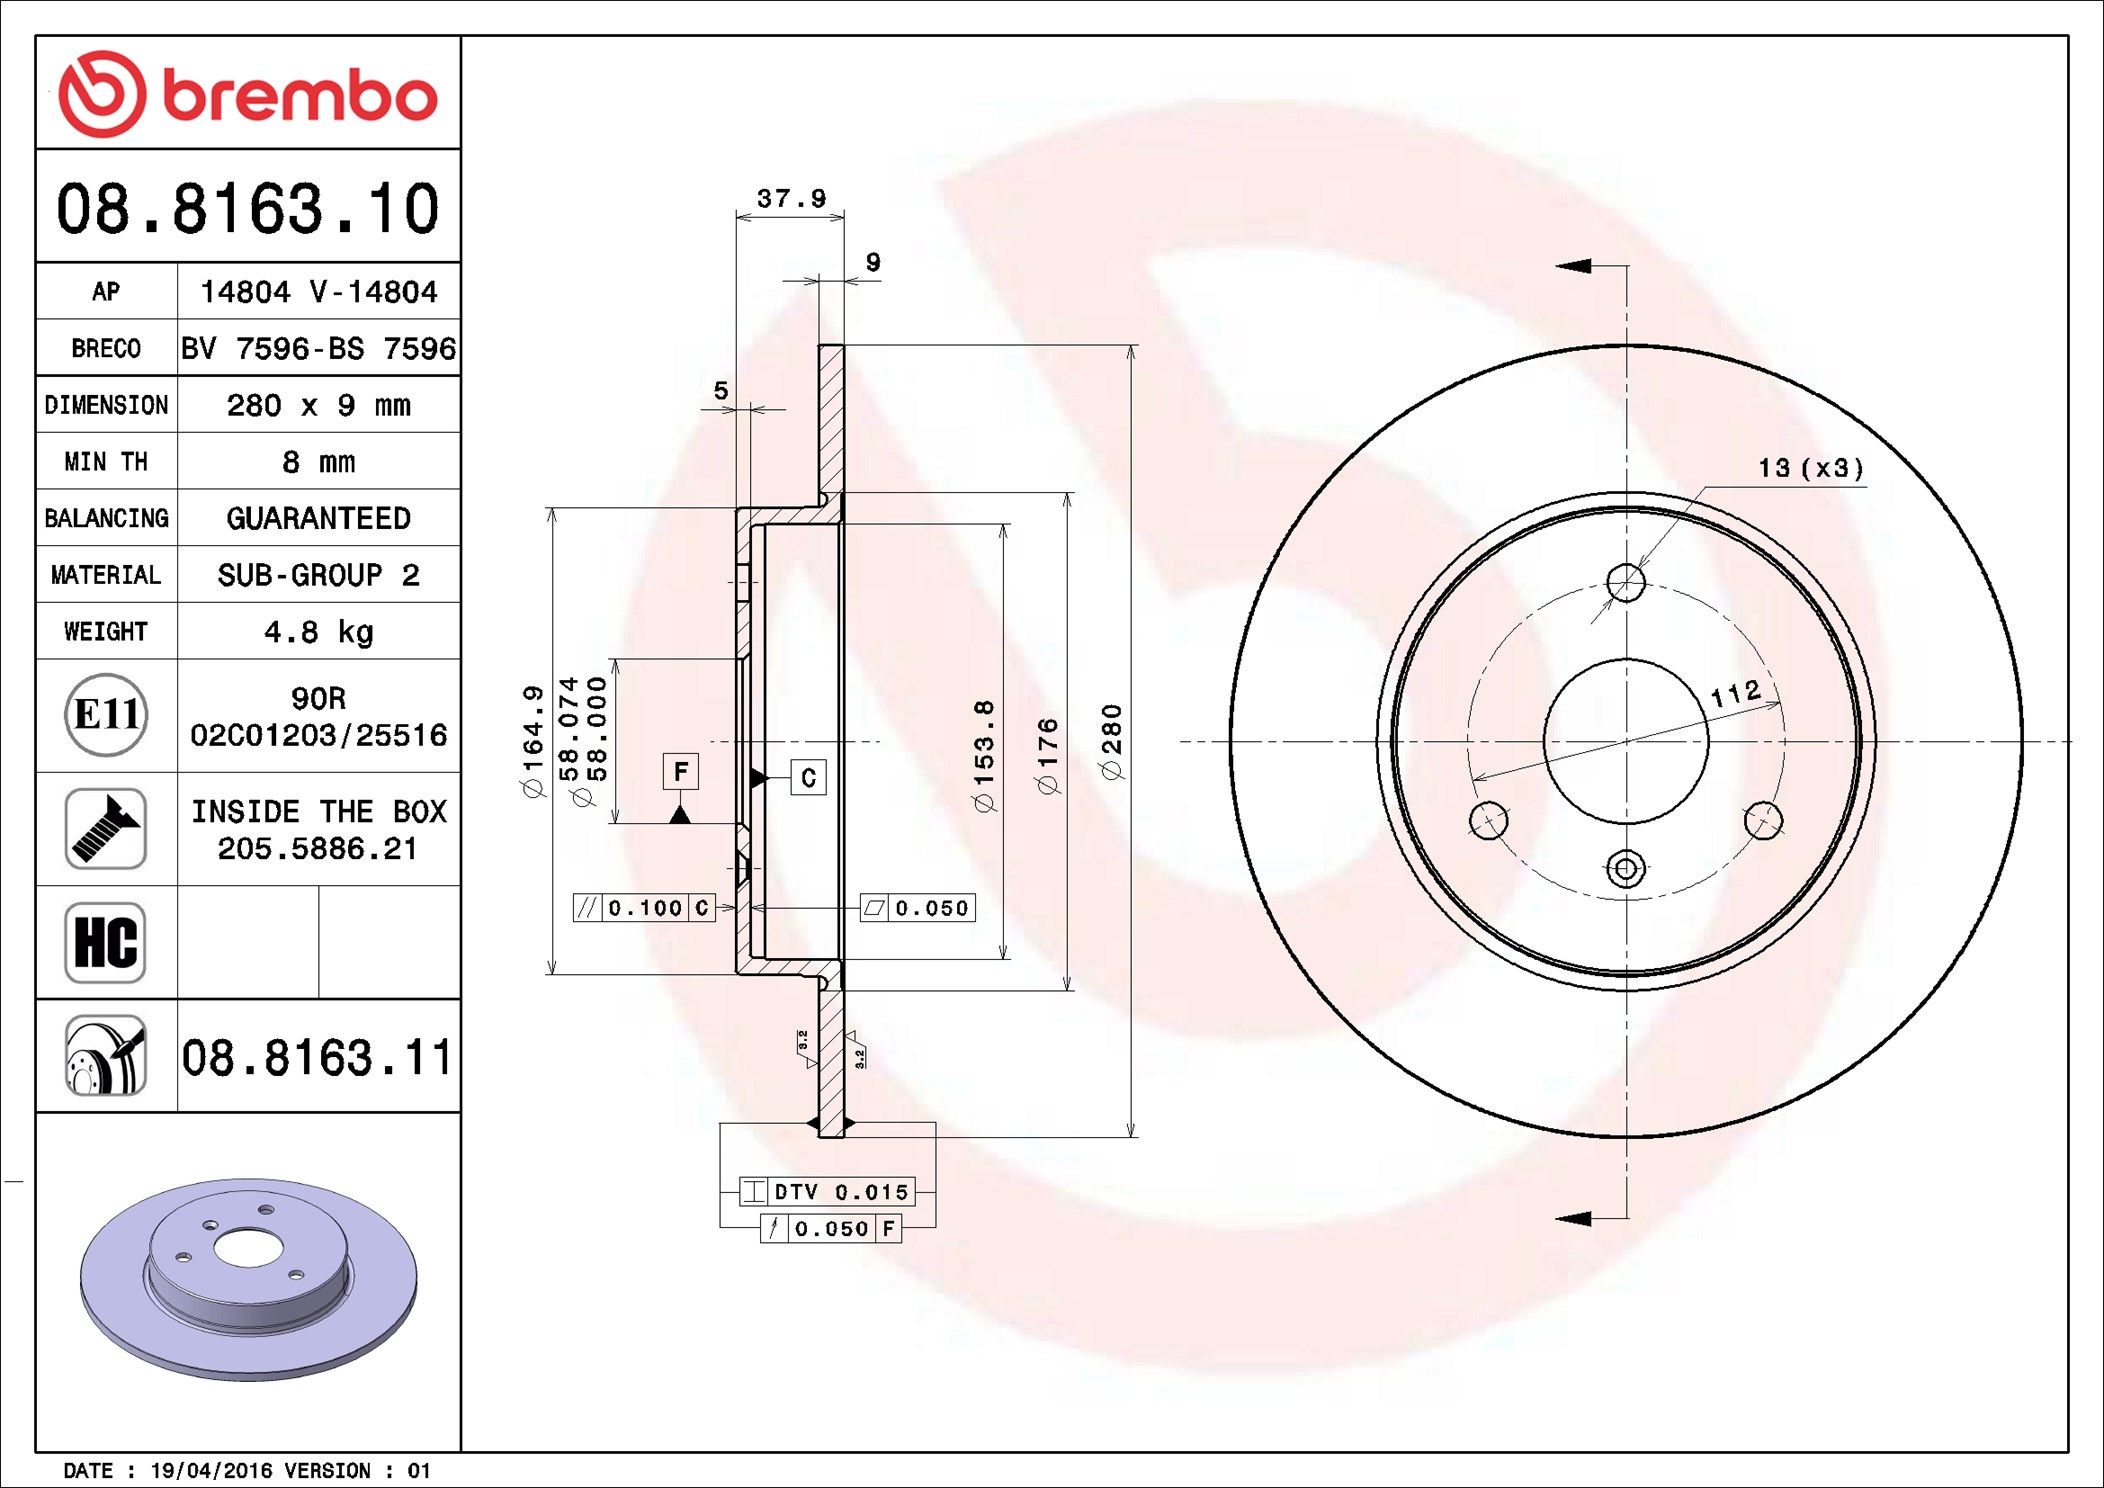 brembo
08.8163.10
AP 14804 V-14804
BRECO BV 7596-BS 7596
DIMENSION 280 x 9 mm
MIN TH 8 mm
BALANCING GUARANTEED
MATERIAL SUB-GROUP 2
WEIGHT 4.8 kg
E11 90R
02C01203/25516
INSIDE THE BOX
205.5886.21
HC
08.8163.11
37.9
9
5
13 (x3)
112
Ø164.9
Ø58.074
58.000
F
C
Ø153.8
Ø176
Ø280
// 0.100 C
⏥ 0.050
3.2
3.2
DTV 0.015
↗ 0.050 F
DATE : 19/04/2016 VERSION : 01